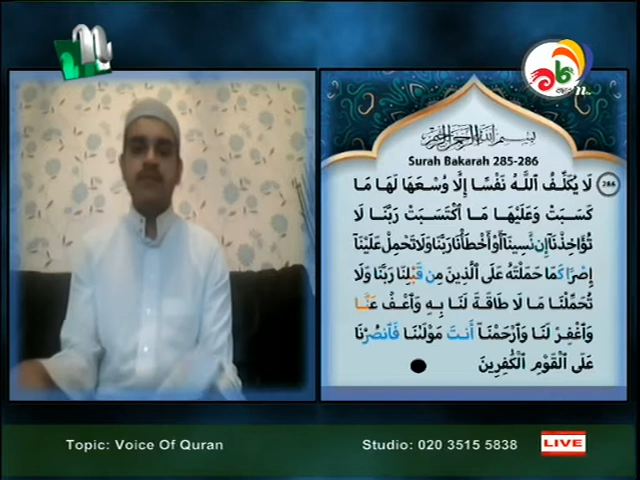 بسم الله الرحمن الرحيم
Surah Bakarah 285-286
286 لَا يُكَلِّفُ ٱللَّهُ نَفْسًا إِلَّا وُسْعَهَا لَهَا مَا
كَسَبَتْ وَعَلَيْهَا مَا ٱكْتَسَبَتْ رَبَّنَا لَا
تُؤَاخِذْنَآ إِن نَّسِينَآ أَوْ أَخْطَأْنَا رَبَّنَا وَلَا تَحْمِلْ عَلَيْنَآ
إِصْرًا كَمَا حَمَلْتَهُۥ عَلَى ٱلَّذِينَ مِن قَبْلِنَا رَبَّنَا وَلَا
تُحَمِّلْنَا مَا لَا طَاقَةَ لَنَا بِهِۦ وَٱعْفُ عَنَّا
وَٱغْفِرْ لَنَا وَٱرْحَمْنَآ أَنتَ مَوْلَىٰنَا فَٱنصُرْنَا
عَلَى ٱلْقَوْمِ ٱلْكَٰفِرِينَ
Topic: Voice Of Quran
Studio: 020 3515 5838
LIVE